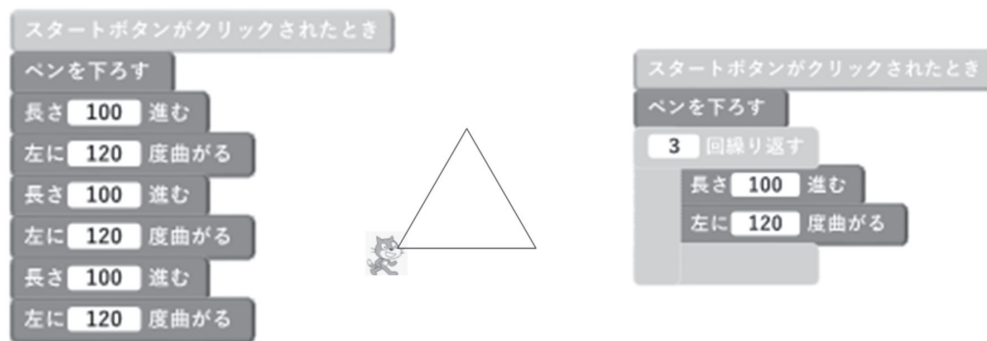 スタートボタンがクリックされたとき
ペンを下ろす
長さ 100 進む
左に 120 度曲がる
長さ 100 進む
左に 120 度曲がる
長さ 100 進む
左に 120 度曲がる
スタートボタンがクリックされたとき
ペンを下ろす
3 回繰り返す
長さ 100 進む
左に 120 度曲がる